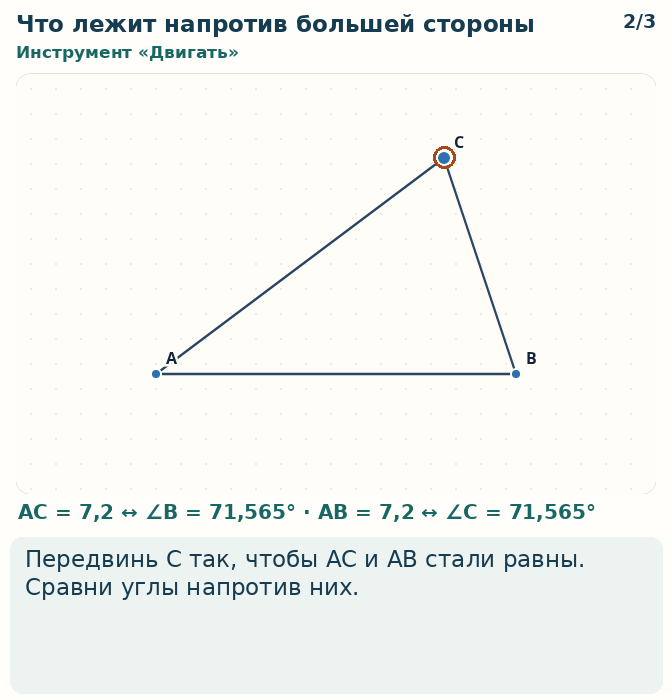 Что лежит напротив большей стороны
2/3
Инструмент «Двигать»
C
A
B
AC = 7,2 ↔ ∠B = 71,565° · AB = 7,2 ↔ ∠C = 71,565°
Передвинь C так, чтобы AC и AB стали равны.
Сравни углы напротив них.